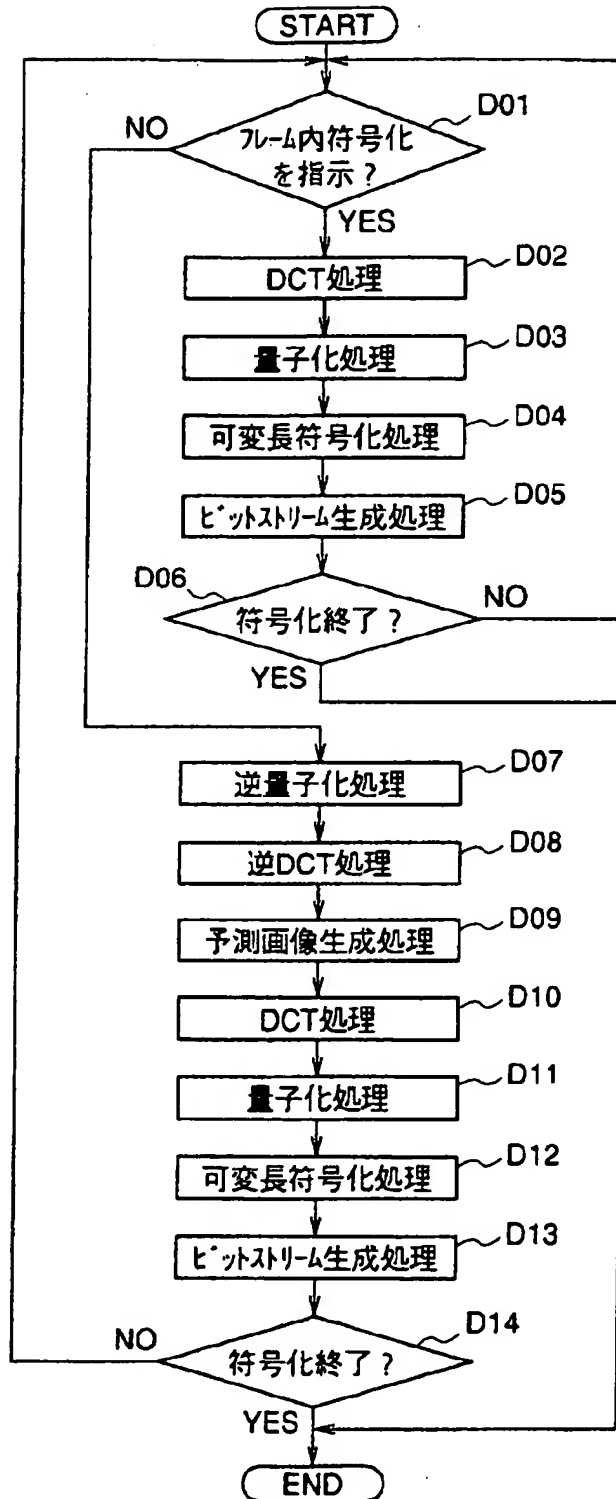 START
D01
NO
フレーム内符号化
を指示？
YES
D02
DCT処理
D03
量子化処理
D04
可変長符号化処理
D05
ビットストリーム生成処理
D06
符号化終了？
NO
YES
D07
逆量子化処理
D08
逆DCT処理
D09
予測画像生成処理
D10
DCT処理
D11
量子化処理
D12
可変長符号化処理
D13
ビットストリーム生成処理
D14
NO
符号化終了？
YES
END